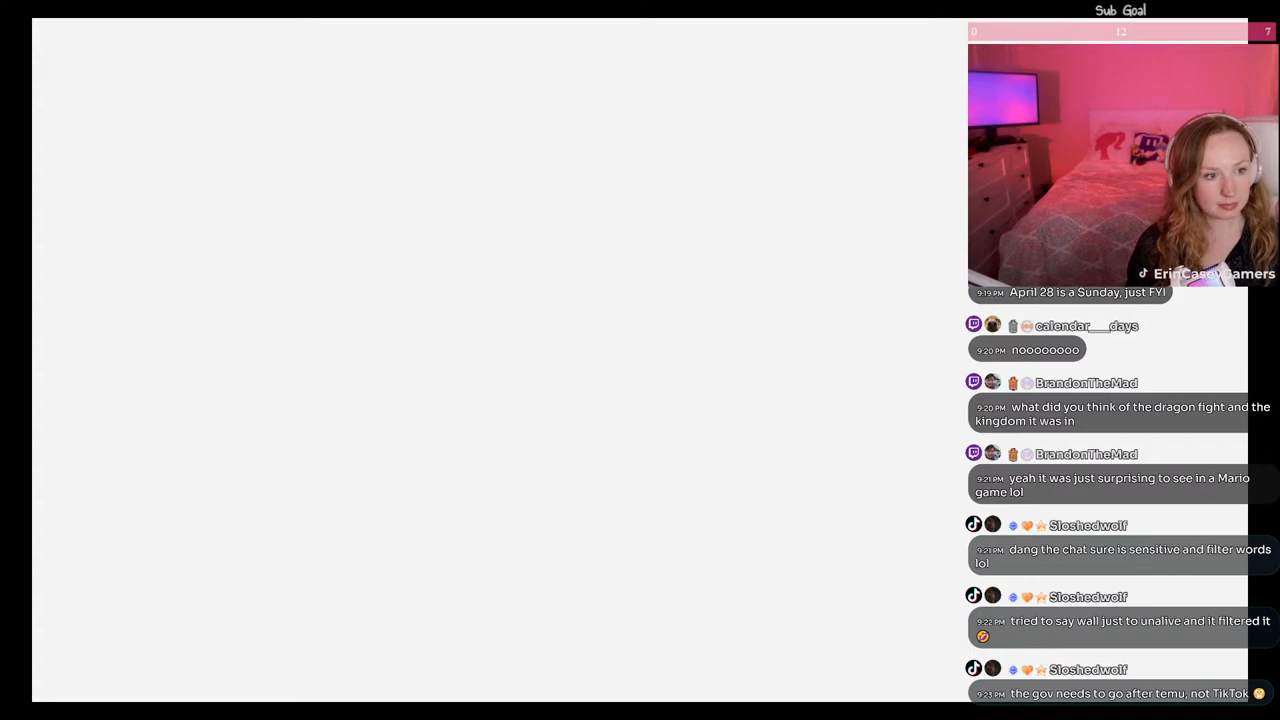 Sub Goal
0 12 7
ErinCaseyGamers
9:19 PM April 28 is a Sunday, just FYI
calendar___days
9:20 PM nooooooooo
BrandonTheMad
9:20 PM what did you think of the dragon fight and the
kingdom it was in
BrandonTheMad
9:21 PM yeah it was just surprising to see in a Mario
game lol
Sloshedwolf
9:21 PM dang the chat sure is sensitive and filter words
lol
Sloshedwolf
9:22 PM tried to say wall just to unalive and it filtered it
🤣
Sloshedwolf
9:23 PM the gov needs to go after temu, not TikTok 🙄